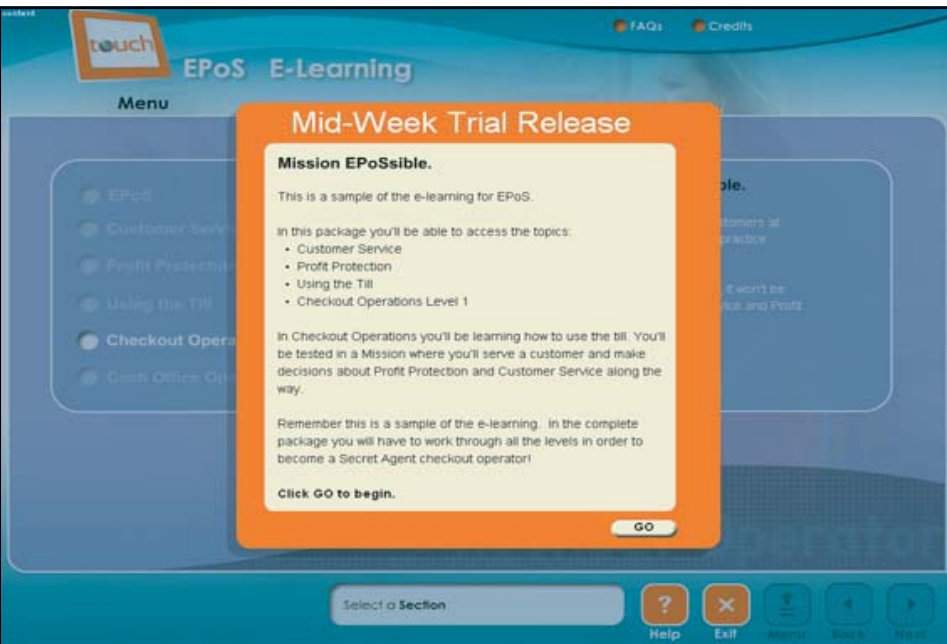 content
touch
FAQs
Credits
EPoS E-Learning
Menu
Mid-Week Trial Release
Mission EPoSsible.
This is a sample of the e-learning for EPoS.
In this package you'll be able to access the topics:
• Customer Service
• Profit Protection
• Using the Till
• Checkout Operations Level 1
In Checkout Operations you'll be learning how to use the till. You'll
be tested in a Mission where you'll serve a customer and make
decisions about Profit Protection and Customer Service along the
way.
Remember this is a sample of the e-learning. In the complete
package you will have to work through all the levels in order to
become a Secret Agent checkout operator!
Click GO to begin.
GO
EPoS
Customer Serv
Profit Protection
Using the Till
Checkout Opera
Cash Office Ope
ble.
tomers at
practice
it won't be
vice and Profit
operator
Select a Section
?
Help
Exit
Menu
Back
Next